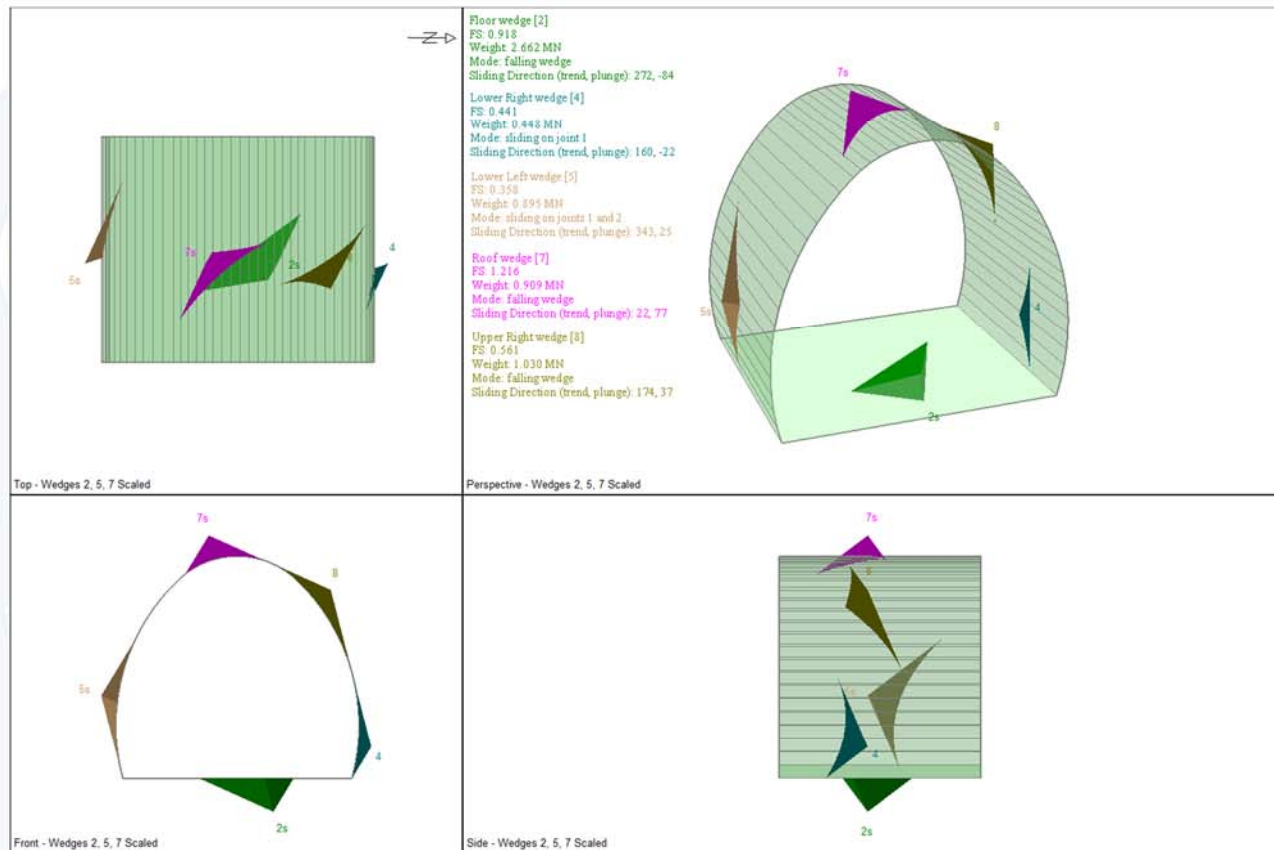 Z
5s
7s
2s
4
Top - Wedges 2, 5, 7 Scaled
Floor wedge [2]
FS: 0.918
Weight: 2.662 MN
Mode: falling wedge
Sliding Direction (trend, plunge): 272, -84
Lower Right wedge [4]
FS: 0.441
Weight: 0.448 MN
Mode: sliding on joint 1
Sliding Direction (trend, plunge): 160, -22
Lower Left wedge [5]
FS: 0.358
Weight: 0.895 MN
Mode: sliding on joints 1 and 2
Sliding Direction (trend, plunge): 343, 25
Roof wedge [7]
FS: 1.216
Weight: 0.909 MN
Mode: falling wedge
Sliding Direction (trend, plunge): 22, 77
Upper Right wedge [8]
FS: 0.561
Weight: 1.030 MN
Mode: falling wedge
Sliding Direction (trend, plunge): 174, 37
7s
8
5s
4
2s
Perspective - Wedges 2, 5, 7 Scaled
7s
8
5s
4
2s
Front - Wedges 2, 5, 7 Scaled
7s
8
4
2s
Side - Wedges 2, 5, 7 Scaled